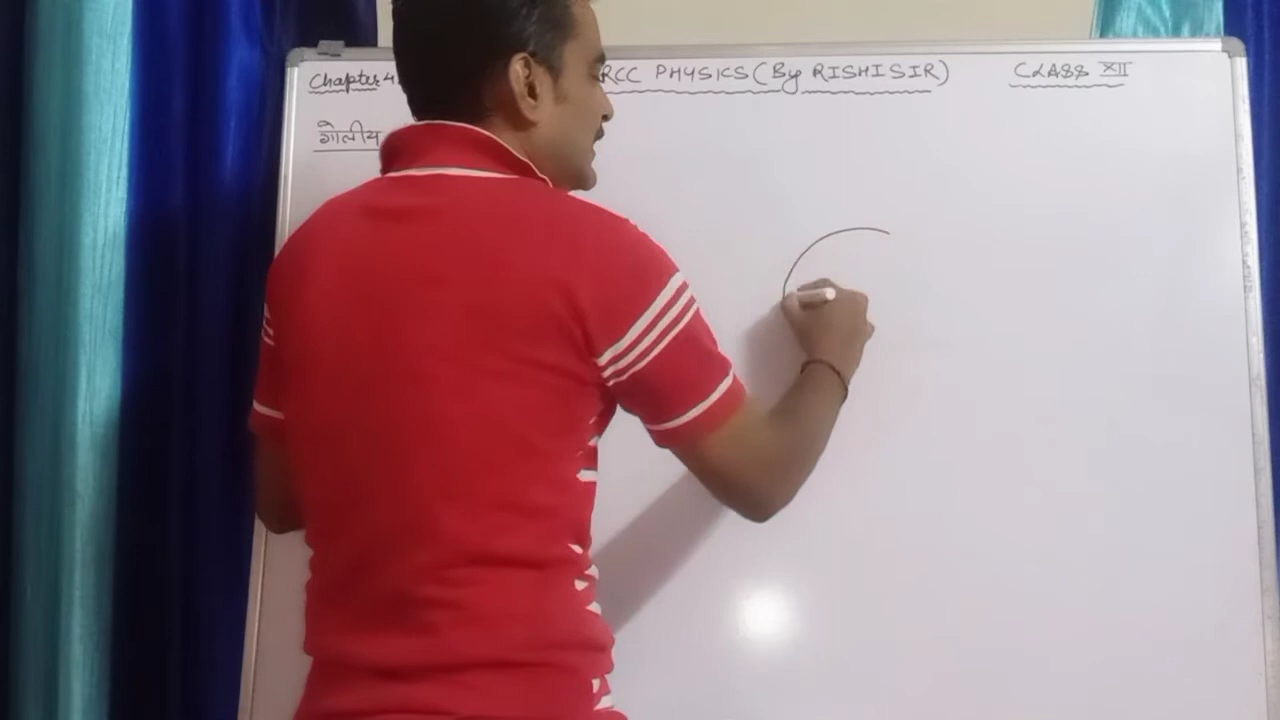 Chapter 4 RCC PHYSICS (By RISHI SIR) CLASS XII
गोलीय